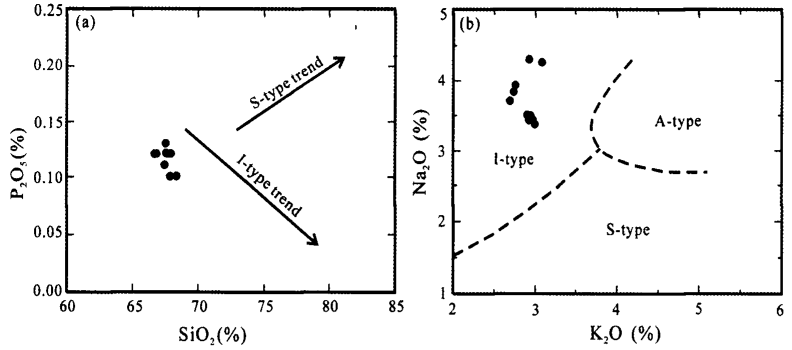 (a)
0.25
0.20
0.15
0.10
0.05
0.00
P₂O₅(%)
S-type trend
I-type trend
60 65 70 75 80 85
SiO₂(%)
(b)
5
4
3
2
1
Na₂O (%)
A-type
I-type
S-type
2 3 4 5 6
K₂O (%)